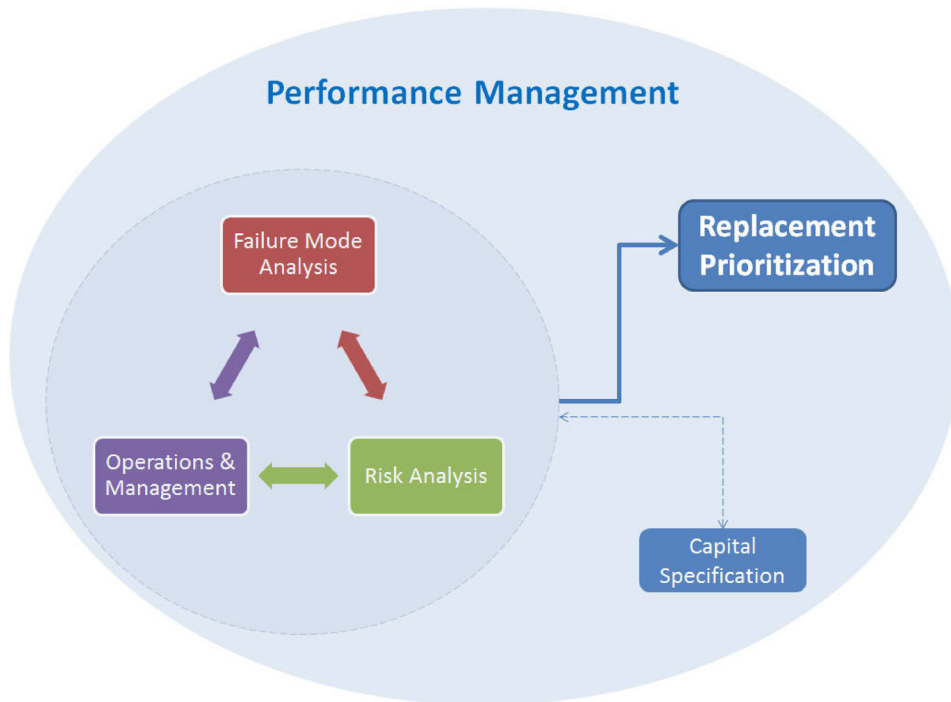 Performance Management
Failure Mode
Analysis
Replacement
Prioritization
Operations &
Management
Risk Analysis
Capital
Specification